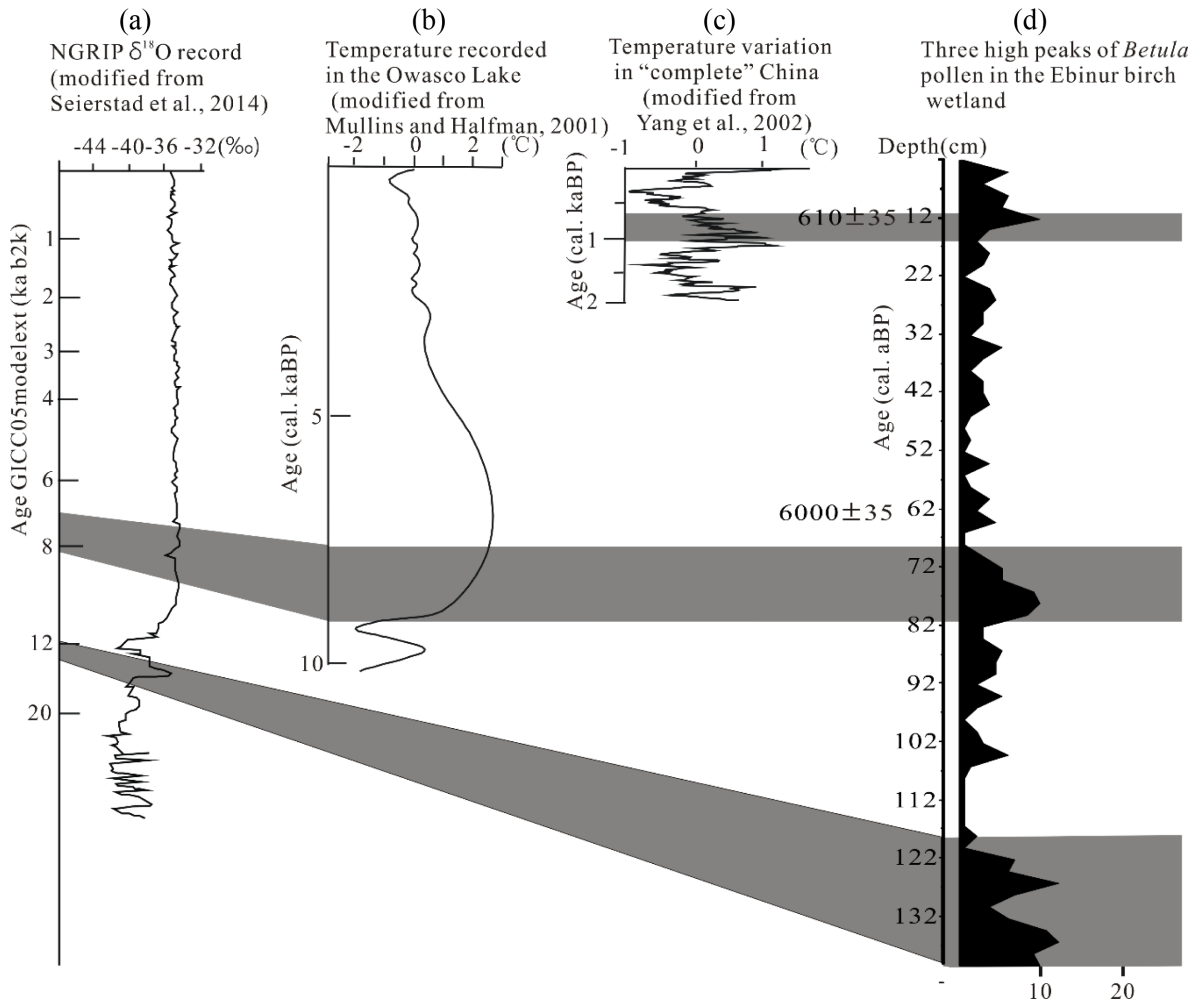 (a)
NGRIP δ¹⁸O record
(modified from
Seierstad et al., 2014)
-44 -40-36 -32(‰)
Age GICC05modelext (ka b2k)
1
2
3
4
6
8
12
20
(b)
Temperature recorded
in the Owasco Lake
(modified from
Mullins and Halfman, 2001)
-2 0 2 (℃)
Age (cal. kaBP)
5
10
(c)
Temperature variation
in “complete” China
(modified from
Yang et al., 2002)
-1 0 1 (℃)
Age (cal. kaBP)
1
2
(d)
Three high peaks of Betula
pollen in the Ebinur birch
wetland
Depth(cm)
Age (cal. aBP)
610±35 12
22
32
42
52
6000±35 62
72
82
92
102
112
122
132
- 10 20